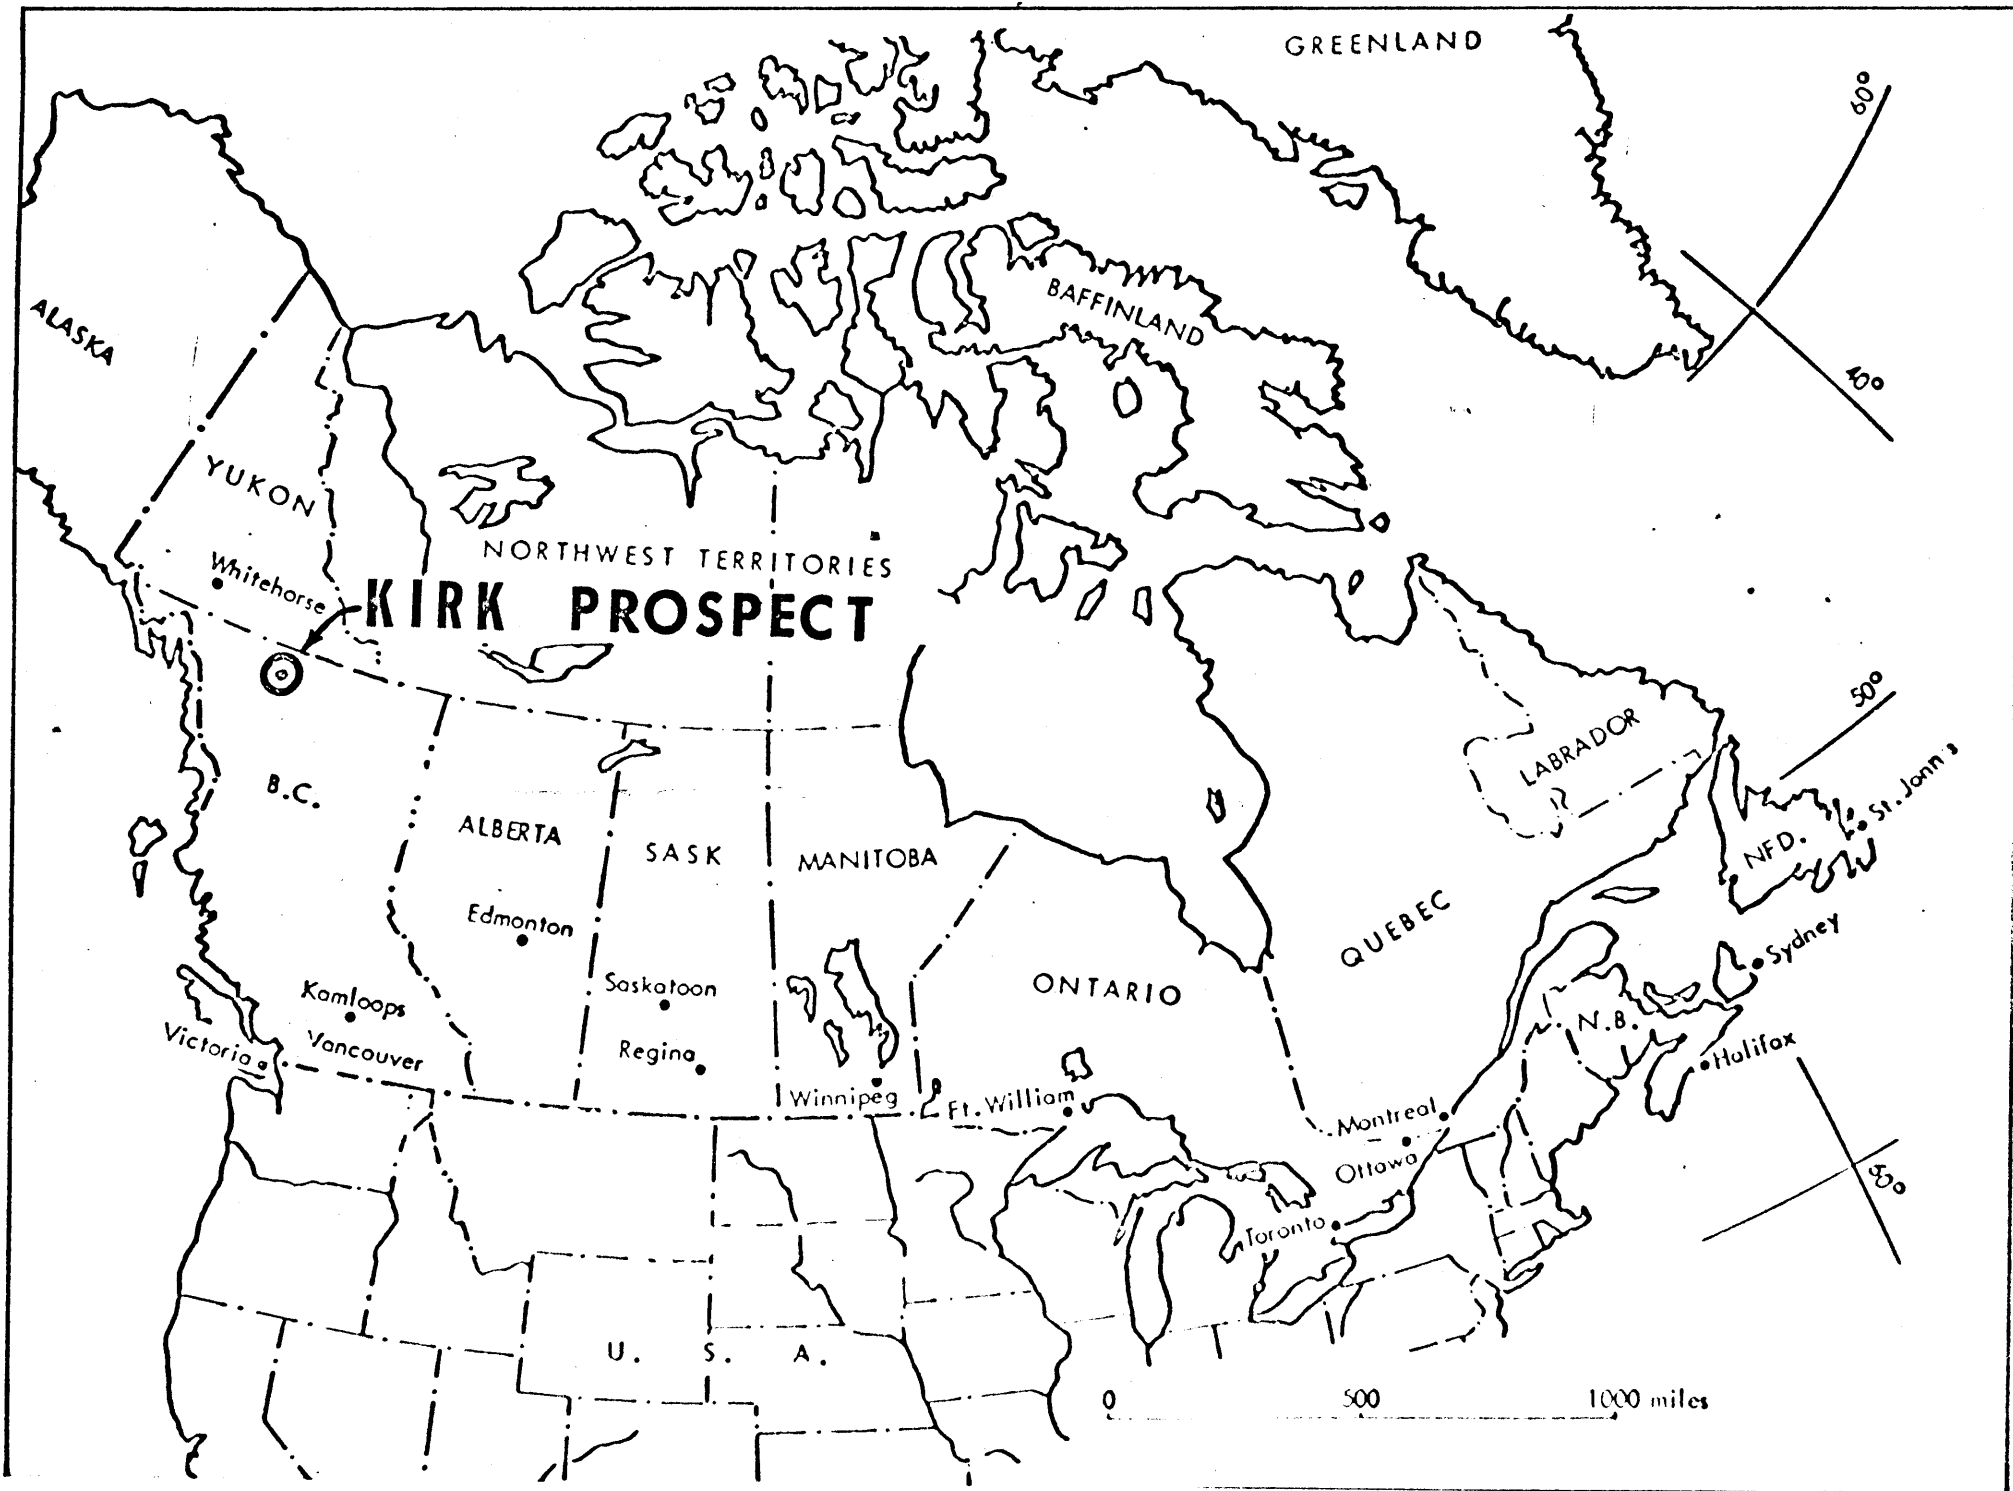 GREENLAND
60°
ALASKA
BAFFINLAND
40°
YUKON
NORTHWEST TERRITORIES
Whitehorse
KIRK PROSPECT
50°
LABRADOR
St. John's
B.C.
ALBERTA
SASK
MANITOBA
NFD.
QUEBEC
Edmonton
Sydney
Saskatoon
ONTARIO
Kamloops
N.B.
Victoria
Vancouver
Regina
Halifax
Winnipeg
Ft. William
Montreal
Ottawa
Toronto
U. S. A.
0 500 1000 miles